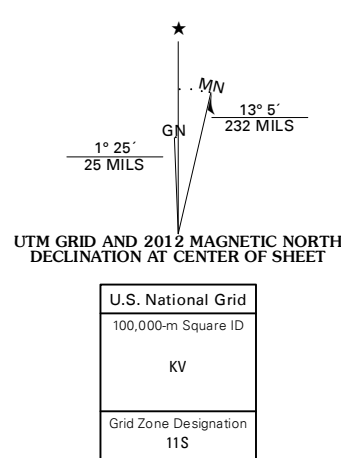 MN
13° 5´
232 MILS
GN
1° 25´
25 MILS
UTM GRID AND 2012 MAGNETIC NORTH
DECLINATION AT CENTER OF SHEET
U.S. National Grid
100,000-m Square ID
KV
Grid Zone Designation
11S